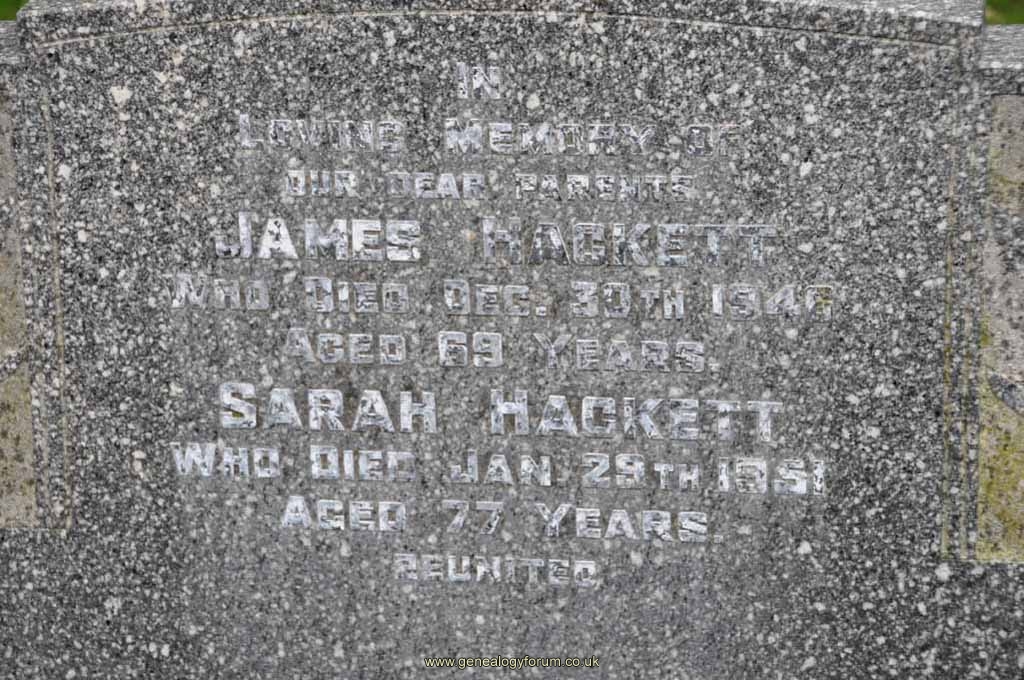 IN
LOVING MEMORY OF
OUR DEAR PARENTS
JAMES HACKETT
WHO DIED DEC. 30TH 1946
AGED 69 YEARS.
SARAH HACKETT
WHO DIED JAN 29TH 1951
AGED 77 YEARS.
REUNITED
www.genealogyforum.co.uk